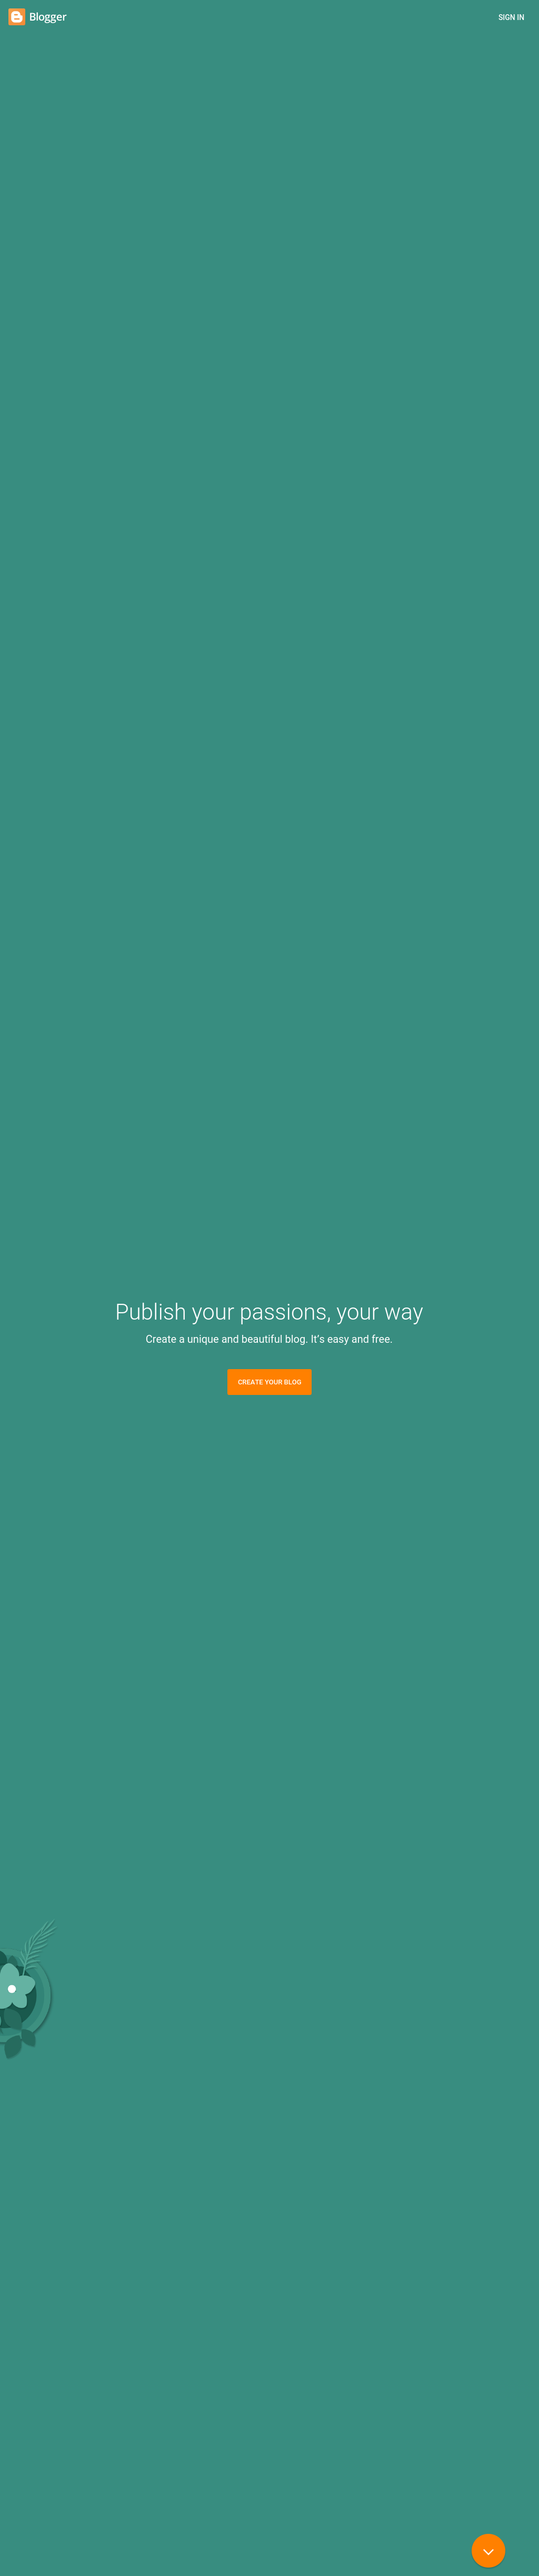 Blogger
SIGN IN
Publish your passions, your way
Create a unique and beautiful blog. It’s easy and free.
CREATE YOUR BLOG